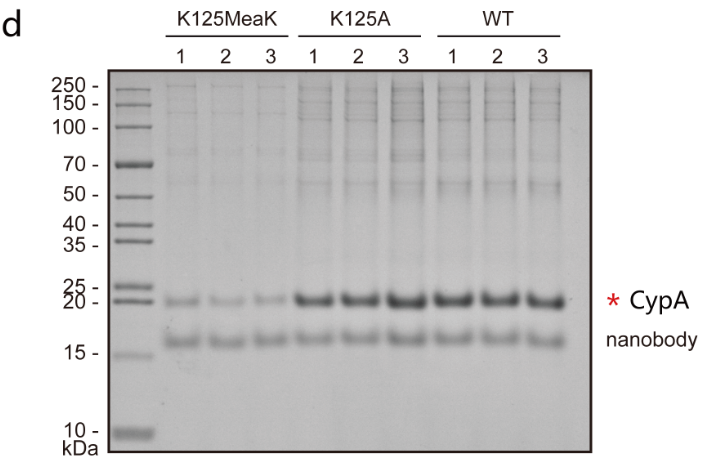 d
K125MeaK K125A WT
1 2 3 1 2 3 1 2 3
250 -
150 -
100 -
70 -
50 -
40 -
35 -
25 -
20 -
* CypA
nanobody
15 -
10 -
kDa